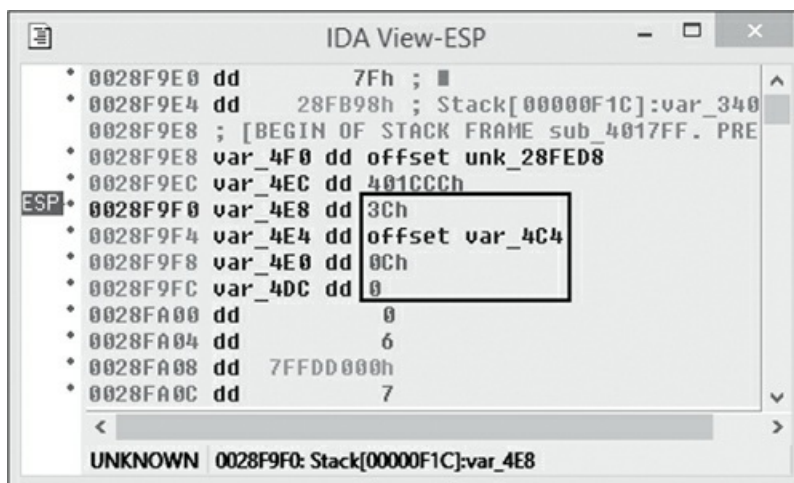 IDA View-ESP
0028F9E0 dd 7Fh ; ■
0028F9E4 dd 28FB98h ; Stack[00000F1C]:var_340
0028F9E8 ; [BEGIN OF STACK FRAME sub_4017FF. PRE
0028F9E8 var_4F0 dd offset unk_28FED8
0028F9EC var_4EC dd 401CCCh
ESP 0028F9F0 var_4E8 dd 3Ch
0028F9F4 var_4E4 dd offset var_4C4
0028F9F8 var_4E0 dd 0Ch
0028F9FC var_4DC dd 0
0028FA00 dd 0
0028FA04 dd 6
0028FA08 dd 7FFDD000h
0028FA0C dd 7
UNKNOWN 0028F9F0: Stack[00000F1C]:var_4E8